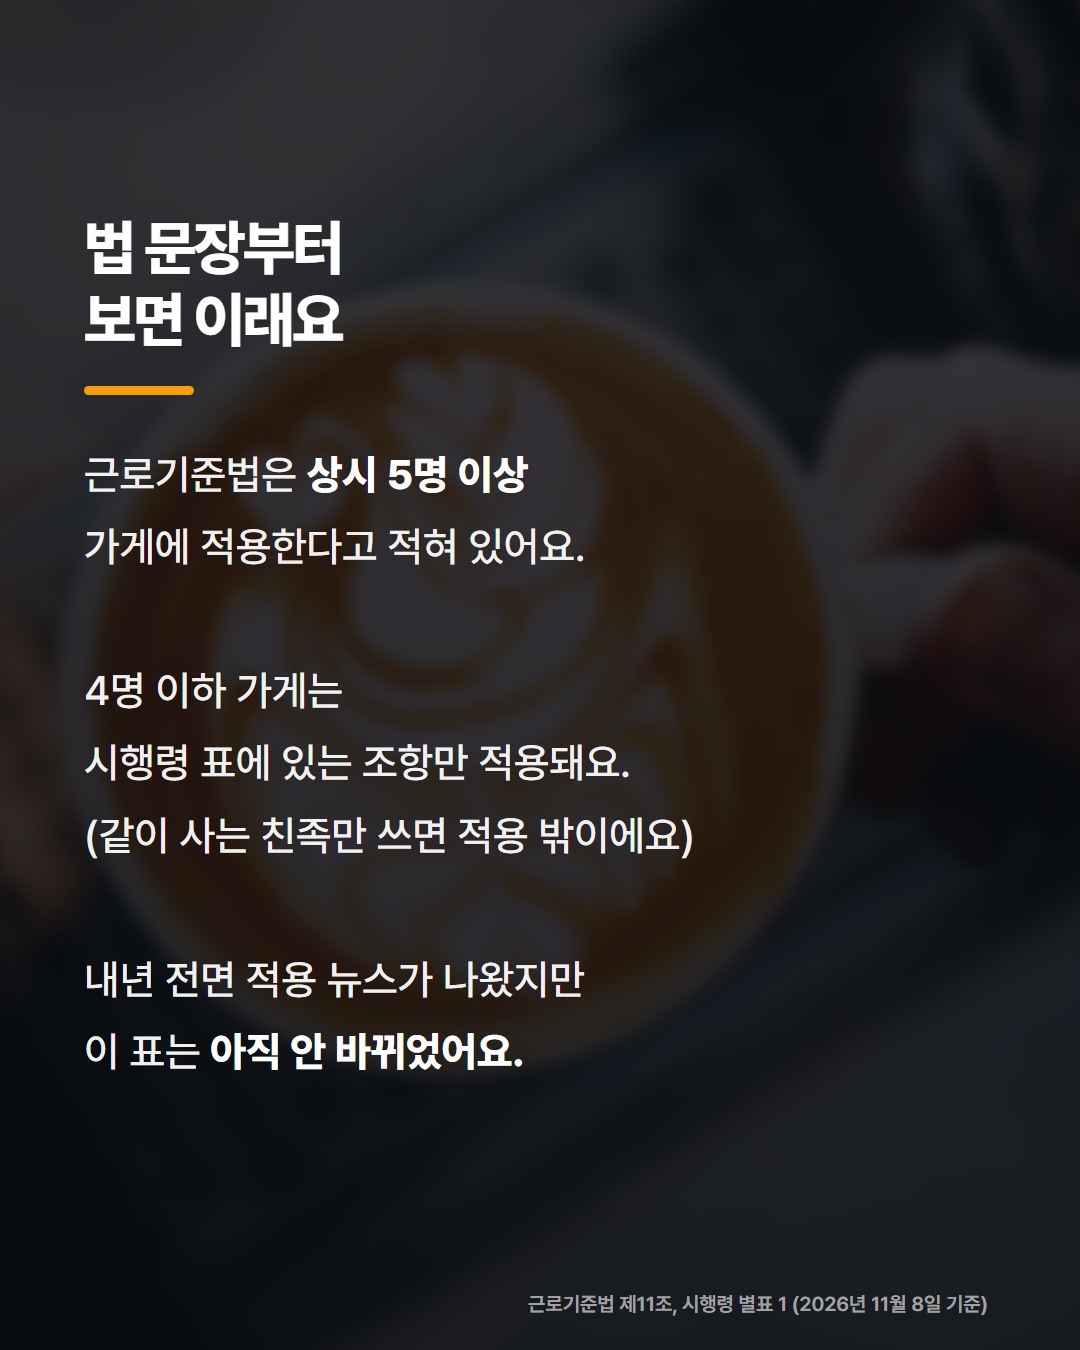 법 문장부터
보면 이래요
근로기준법은 상시 5명 이상
가게에 적용한다고 적혀 있어요.
4명 이하 가게는
시행령 표에 있는 조항만 적용돼요.
(같이 사는 친족만 쓰면 적용 밖이에요)
내년 전면 적용 뉴스가 나왔지만
이 표는 아직 안 바뀌었어요.
근로기준법 제11조, 시행령 별표 1 (2026년 11월 8일 기준)